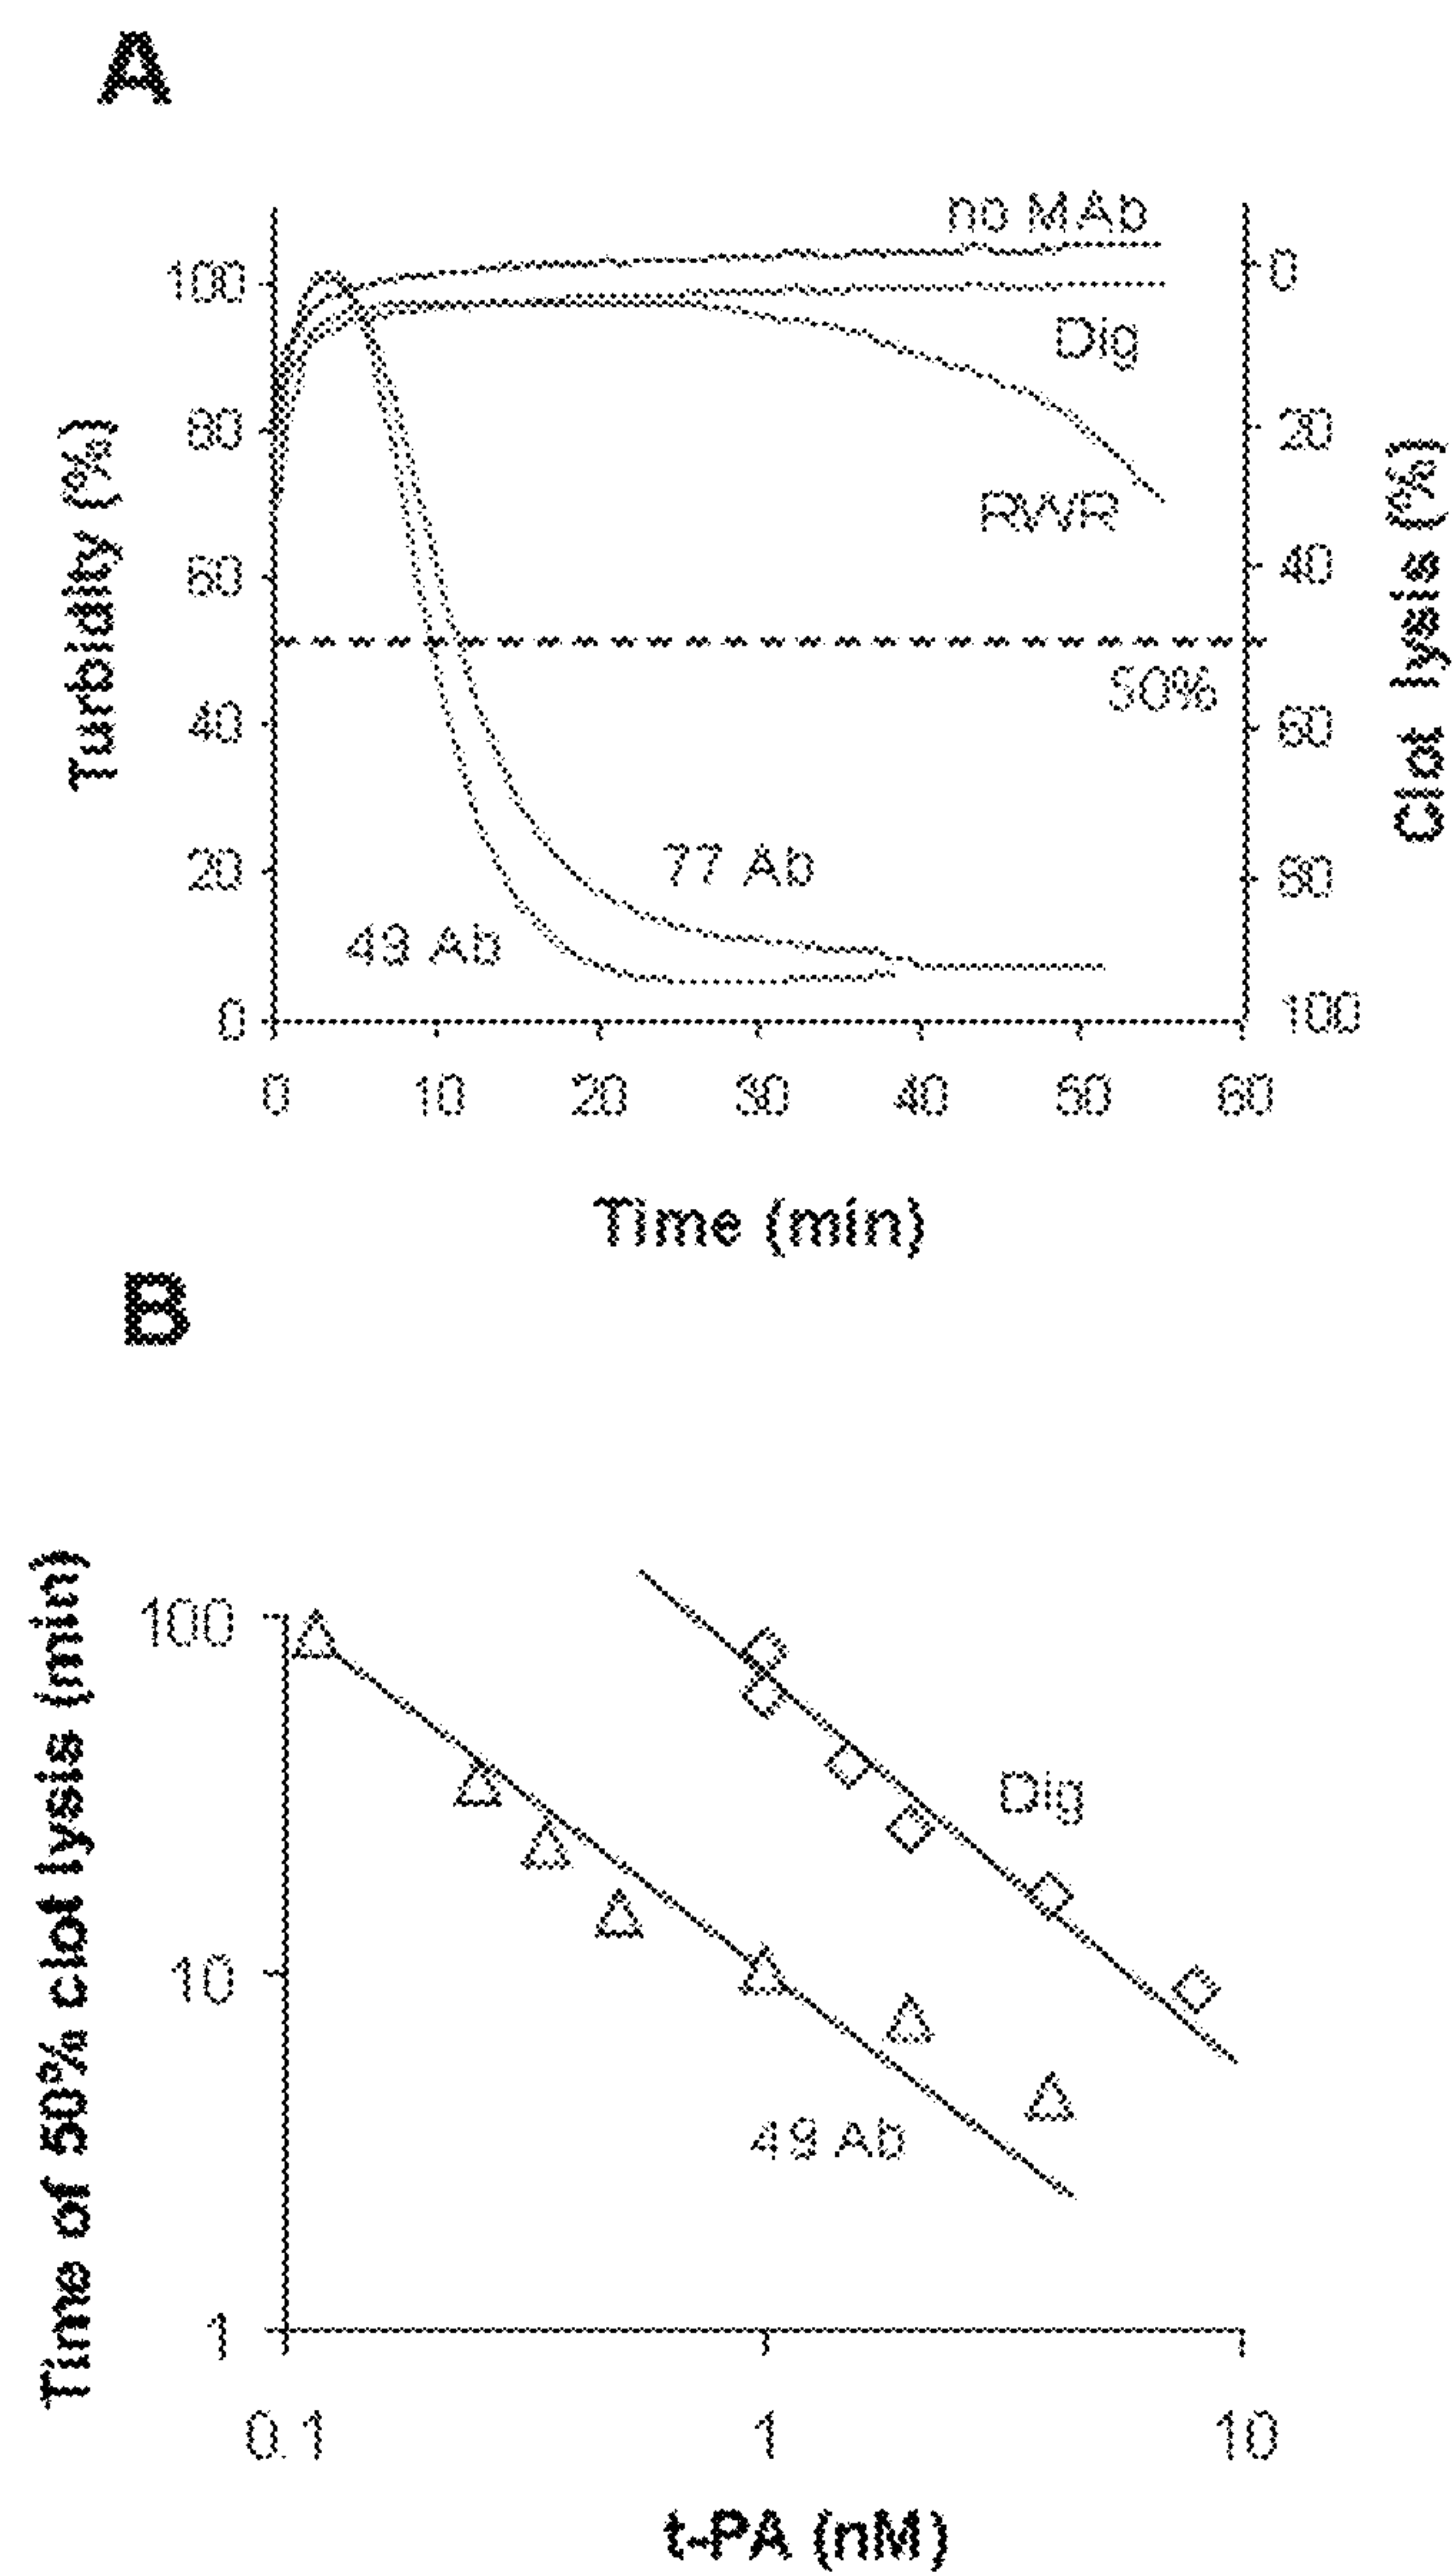 A
no MAb
100
0
Dig
80
20
RWR
60
40
50%
40
60
77 Ab
20
80
49 Ab
0
100
0 10 20 30 40 50 60
Turbidity (%)
Clot lysis (%)
Time (min)
B
100
Dig
10
49 Ab
1
0.1 1 10
Time of 50% clot lysis (min)
t-PA (nM)